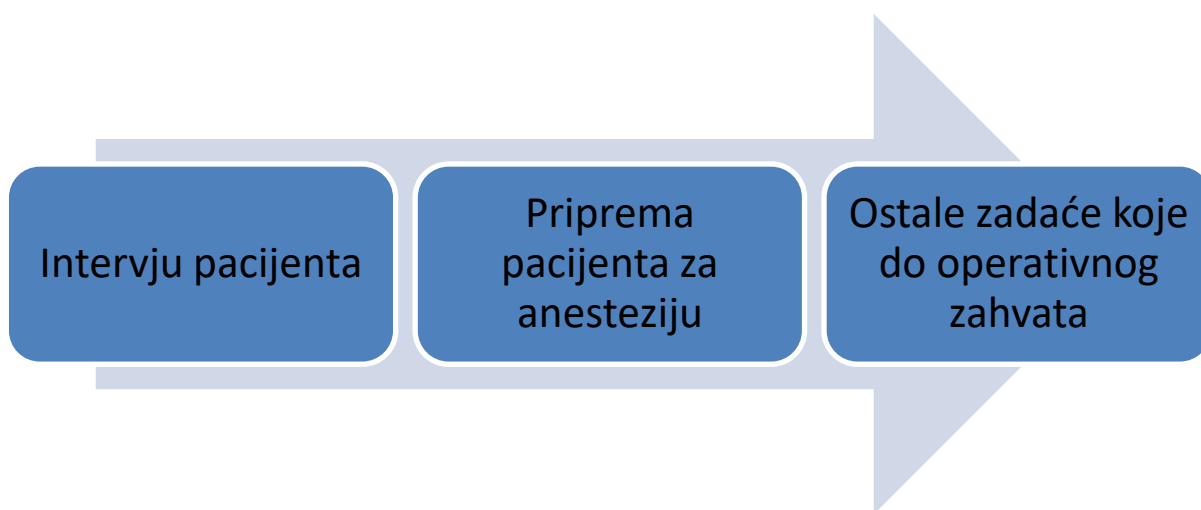 Intervju pacijenta
Priprema
pacijenta za
anesteziju
Ostale zadaće koje
do operativnog
zahvata